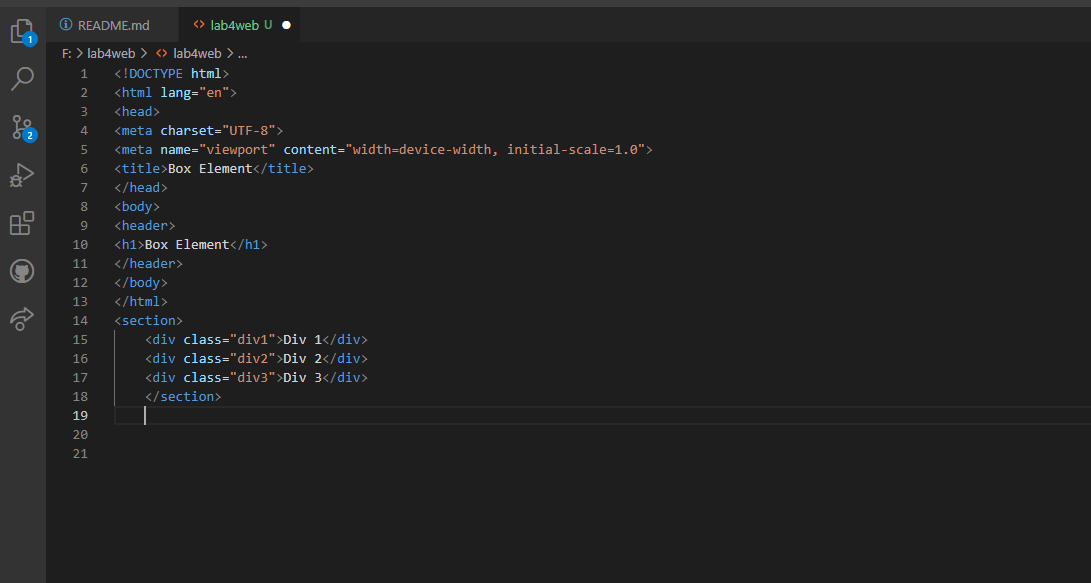 README.md lab4web U
F: > lab4web > lab4web > ...
1 <!DOCTYPE html>
2 <html lang="en">
3 <head>
4 <meta charset="UTF-8">
5 <meta name="viewport" content="width=device-width, initial-scale=1.0">
6 <title>Box Element</title>
7 </head>
8 <body>
9 <header>
10 <h1>Box Element</h1>
11 </header>
12 </body>
13 </html>
14 <section>
15 <div class="div1">Div 1</div>
16 <div class="div2">Div 2</div>
17 <div class="div3">Div 3</div>
18 </section>
19
20
21
1
2